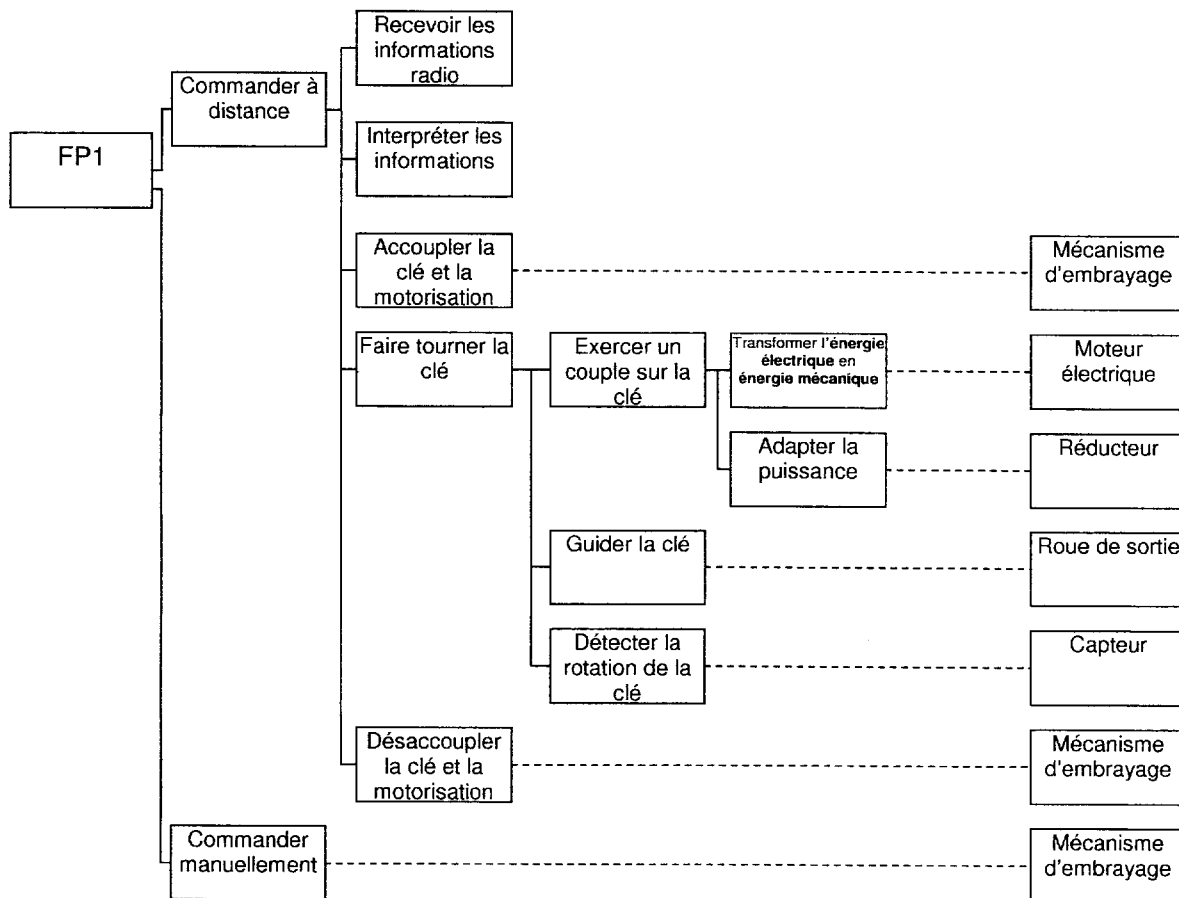 Recevoir les
informations
radio
Commander à
distance
FP1
Interpréter les
informations
Accoupler la
clé et la
motorisation
Mécanisme
d'embrayage
Faire tourner la
clé
Exercer un
couple sur la
clé
Transformer l'énergie
électrique en
énergie mécanique
Moteur
électrique
Adapter la
puissance
Réducteur
Guider la clé
Roue de sortie
Détecter la
rotation de la
clé
Capteur
Désaccoupler
la clé et la
motorisation
Mécanisme
d'embrayage
Commander
manuellement
Mécanisme
d'embrayage